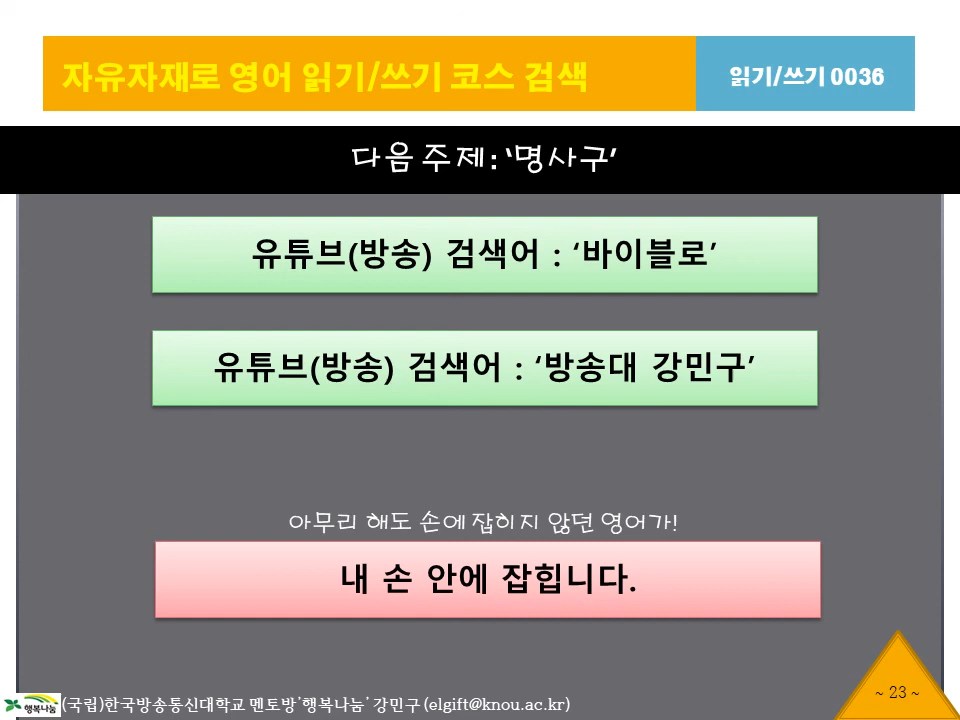 자유자재로 영어 읽기/쓰기 코스 검색
읽기/쓰기 0036
다음 주제: ‘명사구’
유튜브(방송) 검색어 : ‘바이블로’
유튜브(방송) 검색어 : ‘방송대 강민구’
아무리 해도 손에 잡히지 않던 영어가!
내 손 안에 잡힙니다.
~ 23 ~
행복나눔
(국립)한국방송통신대학교 멘토방‘행복나눔’ 강민구 (elgift@knou.ac.kr)